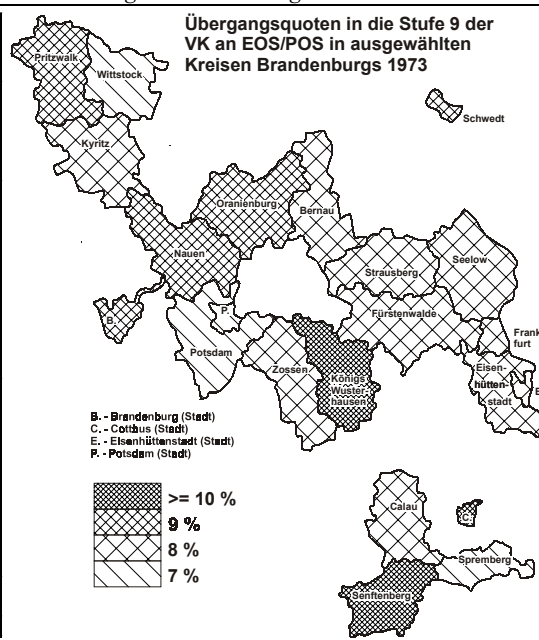 Übergangsquoten in die Stufe 9 der
VK an EOS/POS in ausgewählten
Kreisen Brandenburgs 1973
Pritzwalk
Wittstock
Schwedt
Kyritz
Oranienburg
Bernau
Nauen
Strausberg
Seelow
B.
P.
Fürstenwalde
Frank
furt
Potsdam
Zossen
Königs
Wuster
hausen
Eisen-
hütten
stadt
E
B. - Brandenburg (Stadt)
C. - Cottbus (Stadt)
E. - Eisenhüttenstadt (Stadt)
P. - Potsdam (Stadt)
>= 10 %
9 %
8 %
7 %
Calau
C.
Spremberg
Senftenberg